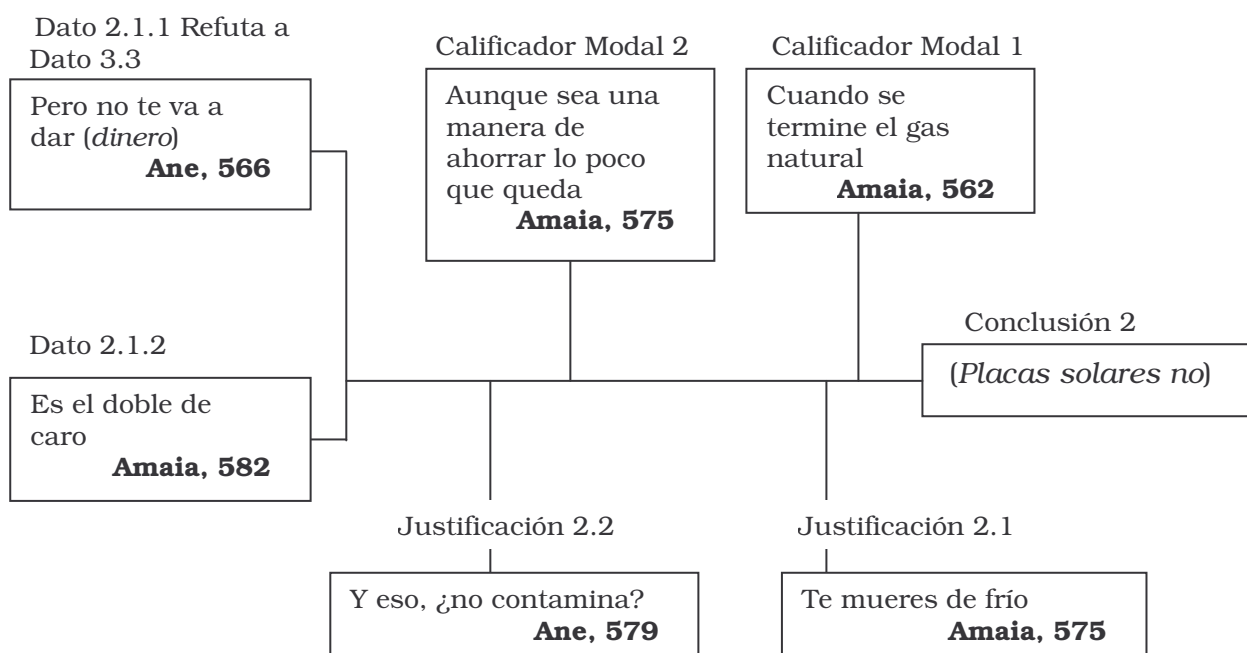 Dato 2.1.1 Refuta a
Dato 3.3
Pero no te va a
dar (dinero)
Ane, 566
Calificador Modal 2
Aunque sea una
manera de
ahorrar lo poco
que queda
Amaia, 575
Calificador Modal 1
Cuando se
termine el gas
natural
Amaia, 562
Conclusión 2
(Placas solares no)
Dato 2.1.2
Es el doble de
caro
Amaia, 582
Justificación 2.2
Y eso, ¿no contamina?
Ane, 579
Justificación 2.1
Te mueres de frío
Amaia, 575